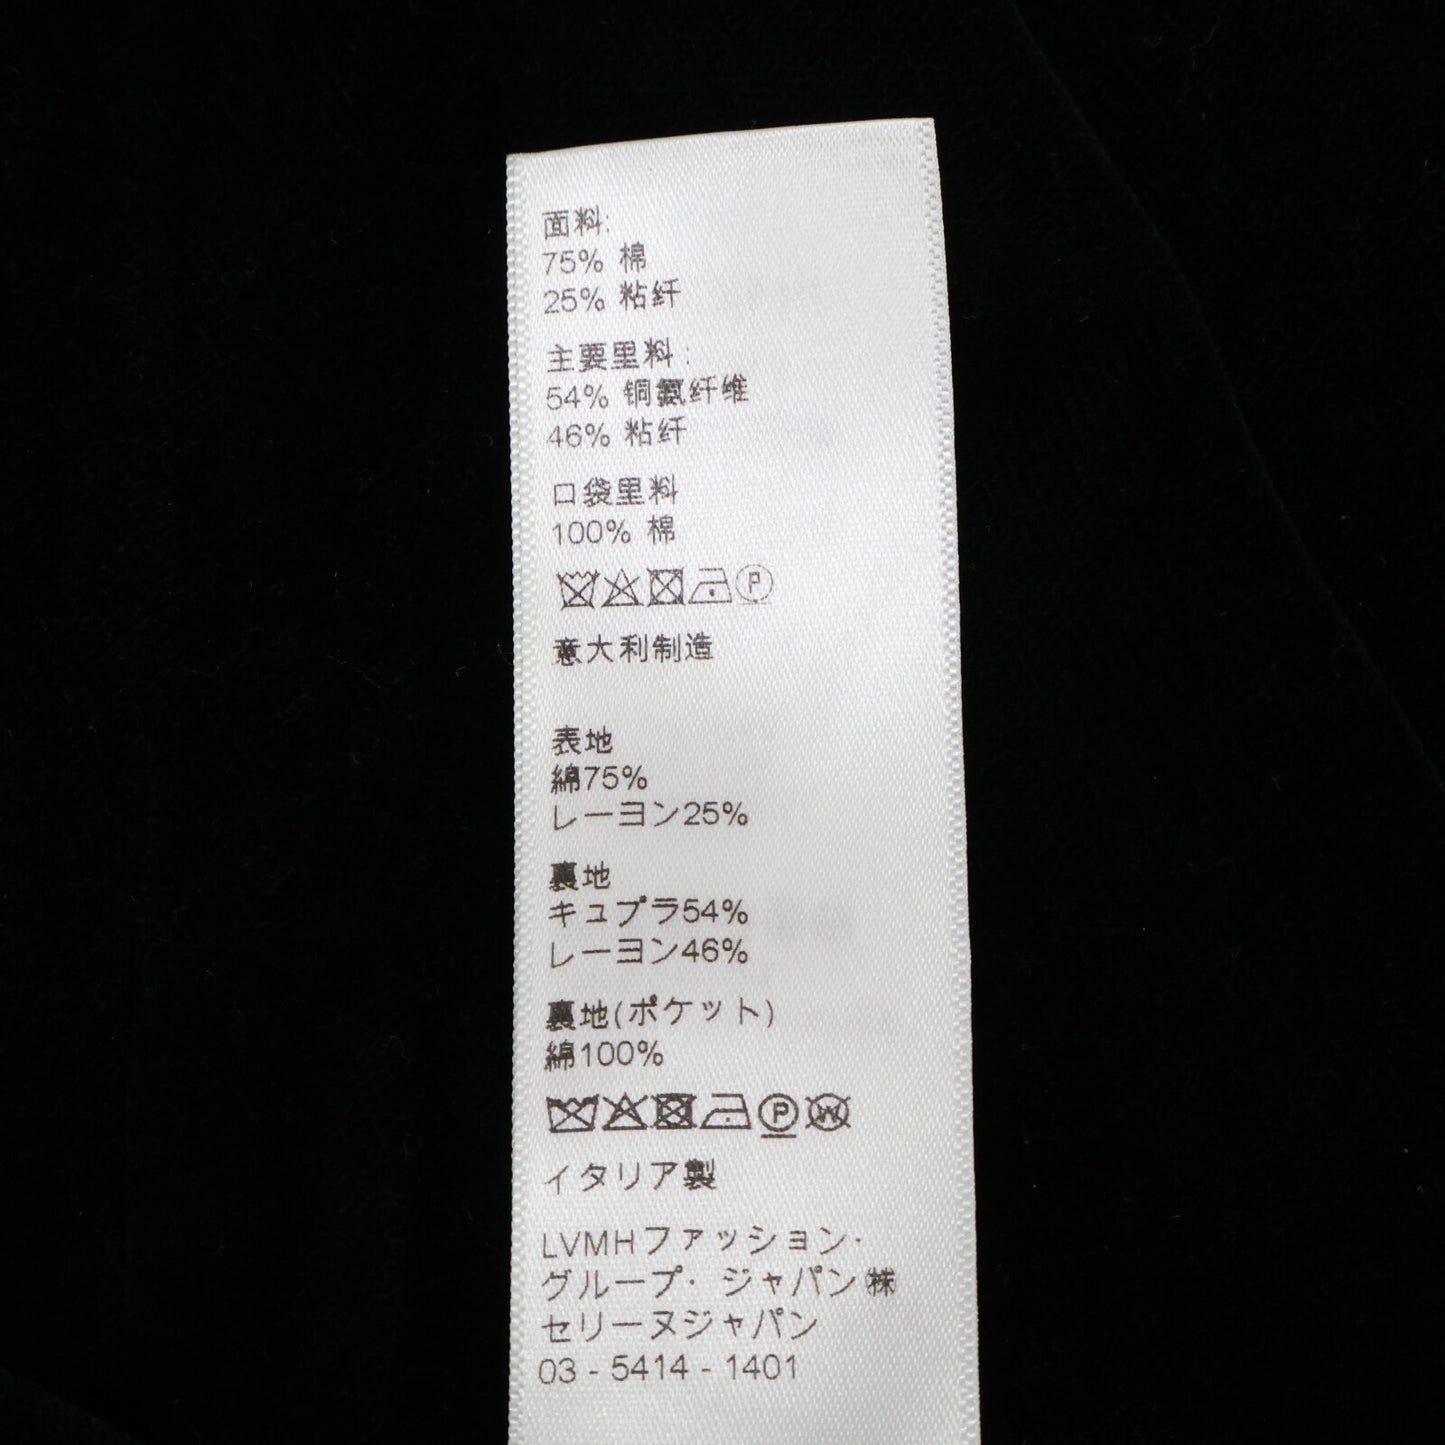 面料:
75% 棉
25% 粘纤
主要里料:
54% 铜氨纤维
46% 粘纤
口袋里料
100% 棉
P
意大利制造
表地
綿75%
レーヨン25%
裏地
キュプラ54%
レーヨン46%
裏地(ポケット)
綿100%
P W
イタリア製
LVMHファッション·
グループ· ジャパン㈱
セリーヌジャパン
03 - 5414 - 1401